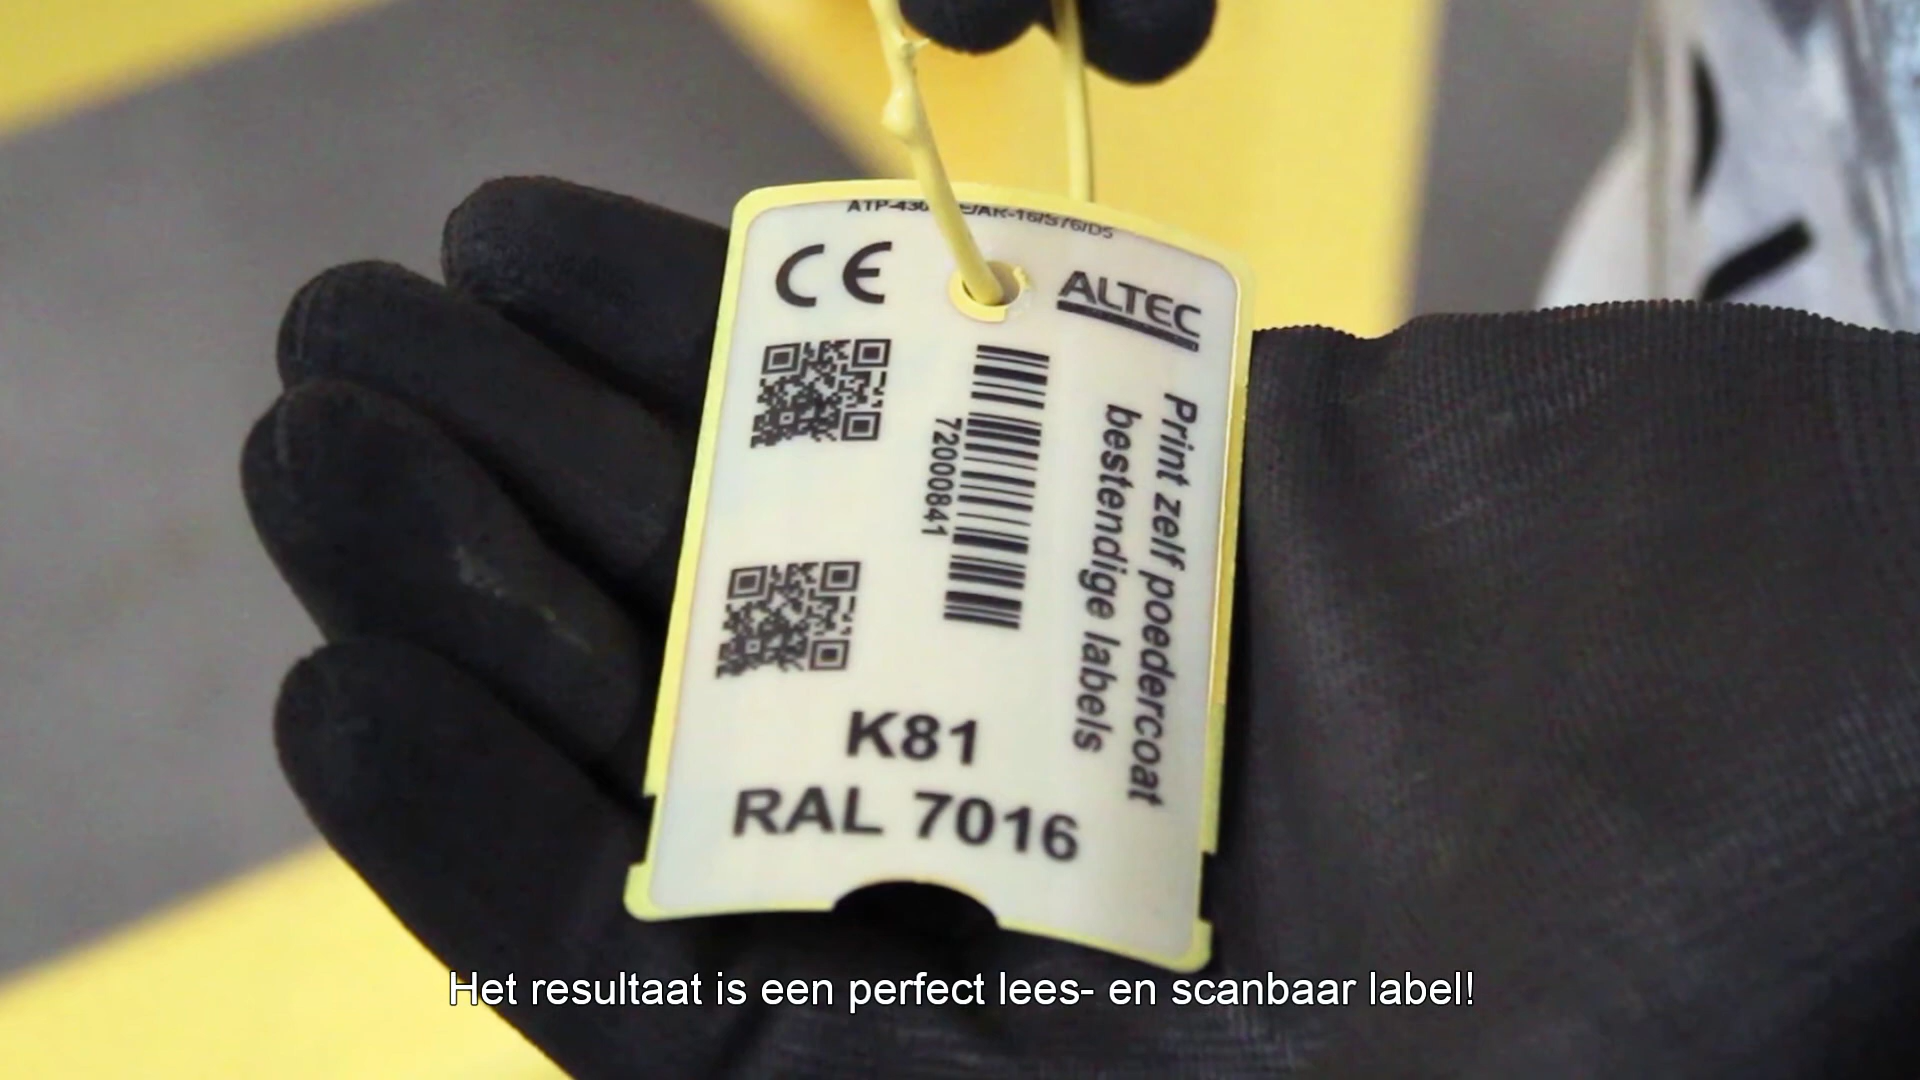 CE
ALTEC
Print zelf poedercoat
bestendige labels
72000841
K81
RAL 7016
Het resultaat is een perfect lees- en scanbaar label!